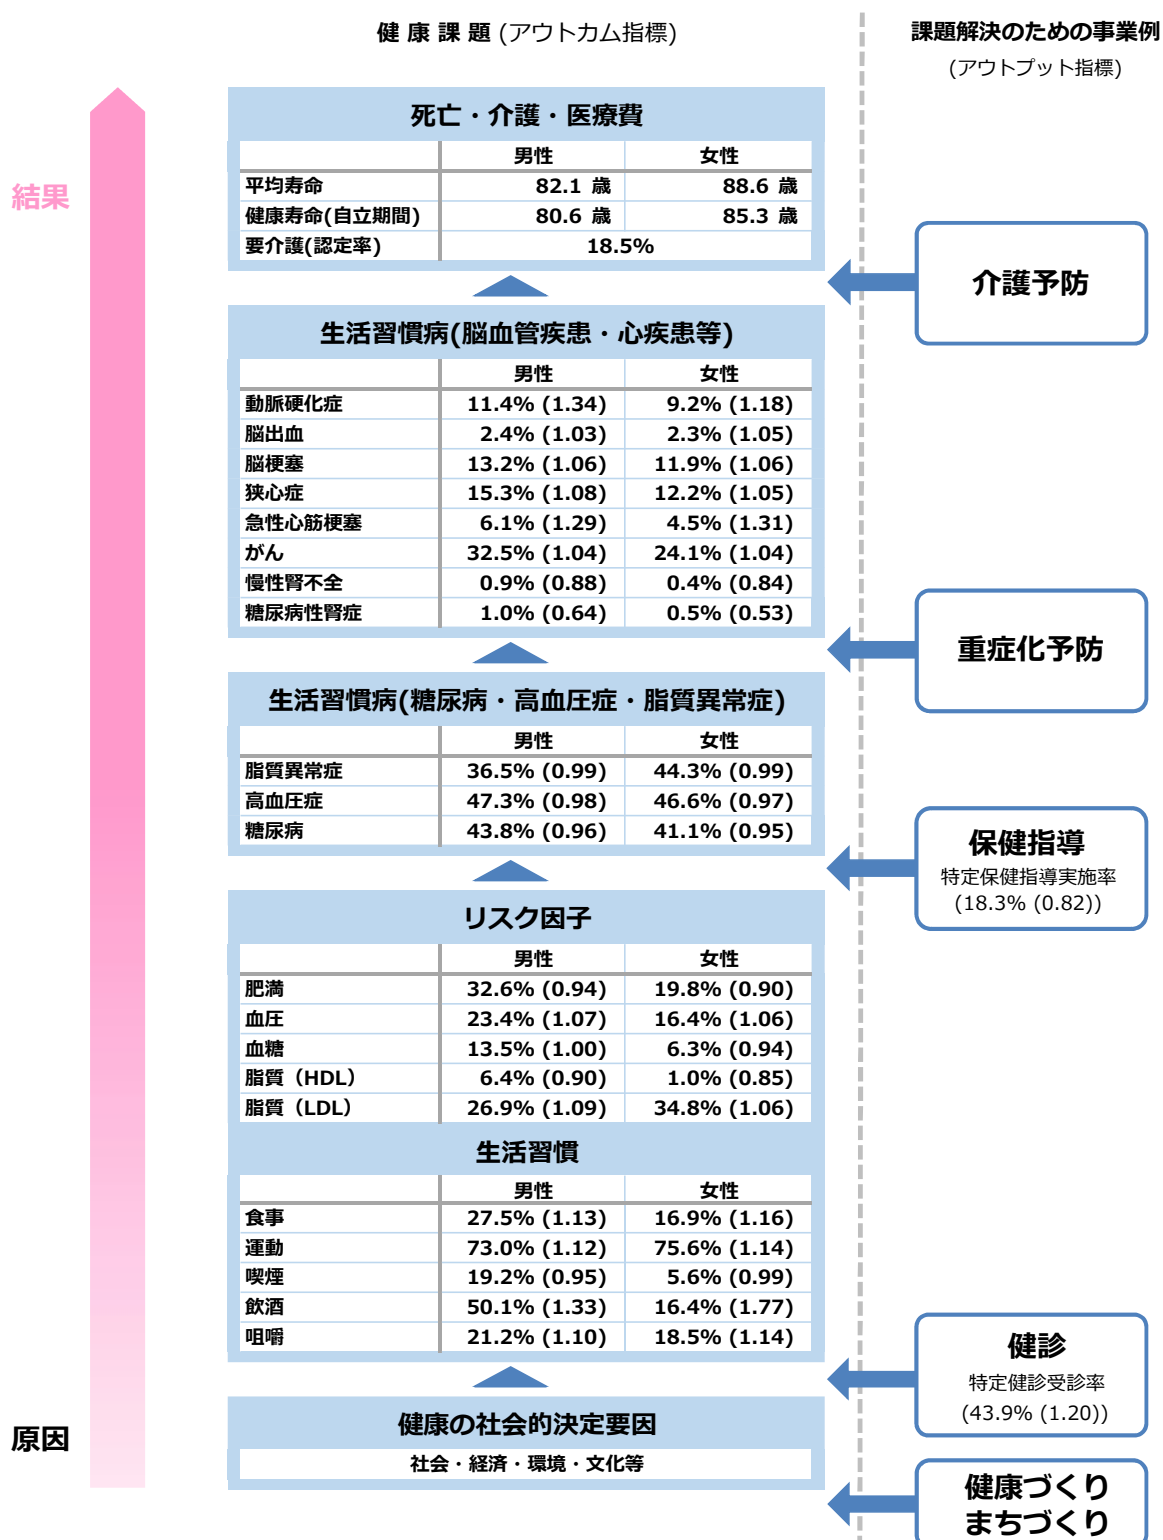 健 康 課 題 (アウトカム指標)
課題解決のための事業例
(アウトプット指標)
結果
原因
死亡・介護・医療費
男性 女性
平均寿命 82.1 歳 88.6 歳
健康寿命(自立期間) 80.6 歳 85.3 歳
要介護(認定率) 18.5%
介護予防
生活習慣病(脳血管疾患・心疾患等)
男性 女性
動脈硬化症 11.4% (1.34) 9.2% (1.18)
脳出血 2.4% (1.03) 2.3% (1.05)
脳梗塞 13.2% (1.06) 11.9% (1.06)
狭心症 15.3% (1.08) 12.2% (1.05)
急性心筋梗塞 6.1% (1.29) 4.5% (1.31)
がん 32.5% (1.04) 24.1% (1.04)
慢性腎不全 0.9% (0.88) 0.4% (0.84)
糖尿病性腎症 1.0% (0.64) 0.5% (0.53)
重症化予防
生活習慣病(糖尿病・高血圧症・脂質異常症)
男性 女性
脂質異常症 36.5% (0.99) 44.3% (0.99)
高血圧症 47.3% (0.98) 46.6% (0.97)
糖尿病 43.8% (0.96) 41.1% (0.95)
保健指導
特定保健指導実施率
(18.3% (0.82))
リスク因子
男性 女性
肥満 32.6% (0.94) 19.8% (0.90)
血圧 23.4% (1.07) 16.4% (1.06)
血糖 13.5% (1.00) 6.3% (0.94)
脂質（HDL） 6.4% (0.90) 1.0% (0.85)
脂質（LDL） 26.9% (1.09) 34.8% (1.06)
生活習慣
男性 女性
食事 27.5% (1.13) 16.9% (1.16)
運動 73.0% (1.12) 75.6% (1.14)
喫煙 19.2% (0.95) 5.6% (0.99)
飲酒 50.1% (1.33) 16.4% (1.77)
咀嚼 21.2% (1.10) 18.5% (1.14)
健診
特定健診受診率
(43.9% (1.20))
健康の社会的決定要因
社会・経済・環境・文化等
健康づくり
まちづくり